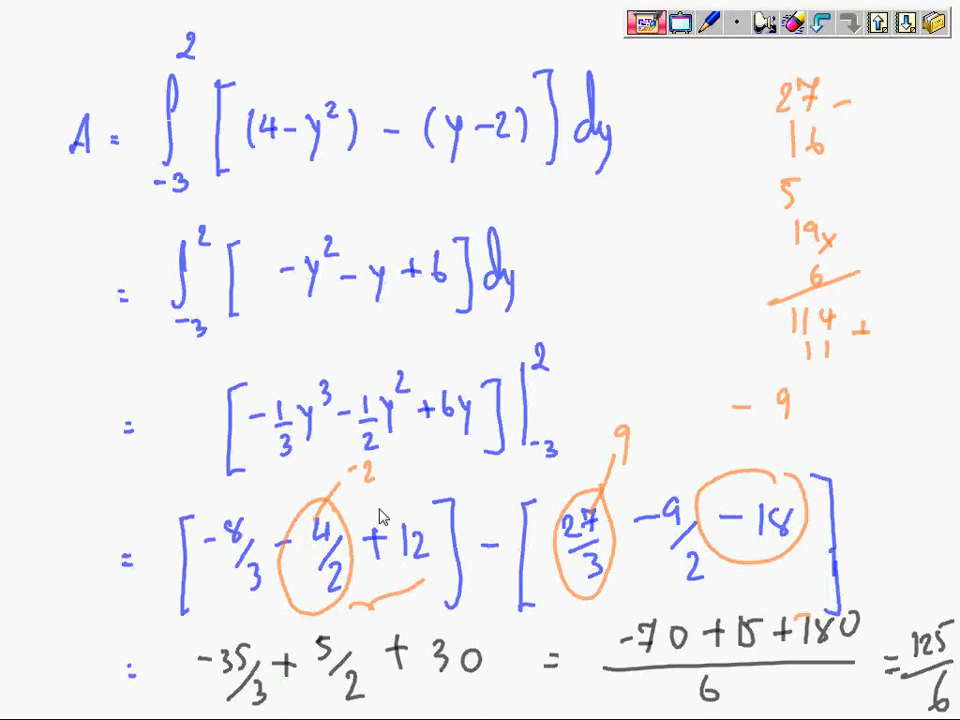 A = ∫_{-3}^{2} [(4-y²) - (y-2)] dy
= ∫_{-3}^{2} [ -y² - y + 6 ] dy
= [ -1/3 y³ - 1/2 y² + 6y ] |_{-3}^{2}
-2
9
= [ -8/3 - 4/2 + 12 ] - [ 27/3 - 9/2 - 18 ]
= -35/3 + 5/2 + 30 = (-70 + 15 + 180)/6 = 125/6
27 -
16
5
19 x
6
114 +
11
- 9